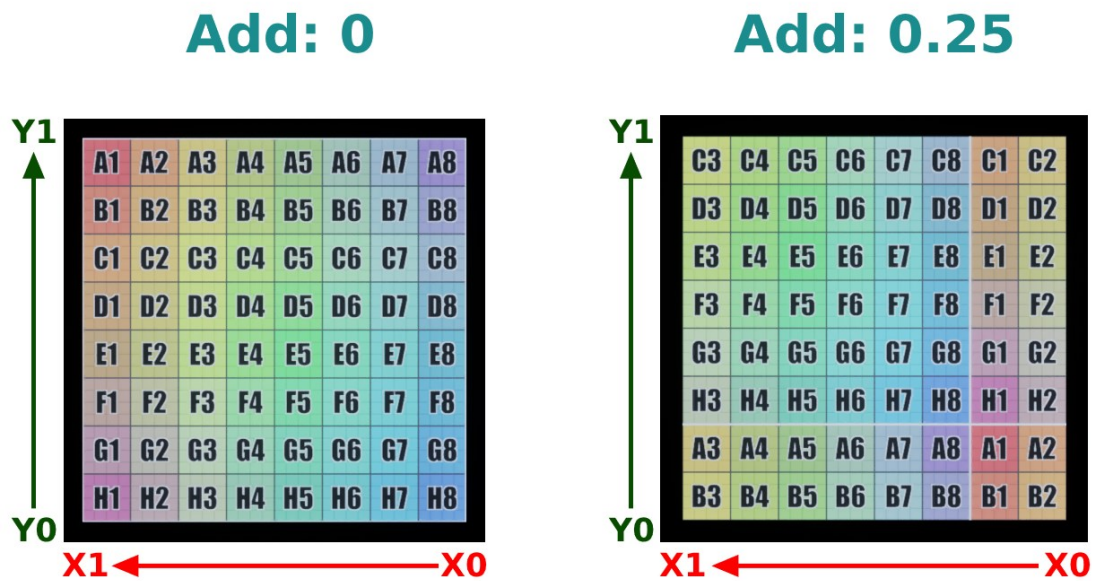 Add: 0
Add: 0.25
Y1
A1 A2 A3 A4 A5 A6 A7 A8
B1 B2 B3 B4 B5 B6 B7 B8
C1 C2 C3 C4 C5 C6 C7 C8
D1 D2 D3 D4 D5 D6 D7 D8
E1 E2 E3 E4 E5 E6 E7 E8
F1 F2 F3 F4 F5 F6 F7 F8
G1 G2 G3 G4 G5 G6 G7 G8
H1 H2 H3 H4 H5 H6 H7 H8
Y0
X1 X0
Y1
C3 C4 C5 C6 C7 C8 C1 C2
D3 D4 D5 D6 D7 D8 D1 D2
E3 E4 E5 E6 E7 E8 E1 E2
F3 F4 F5 F6 F7 F8 F1 F2
G3 G4 G5 G6 G7 G8 G1 G2
H3 H4 H5 H6 H7 H8 H1 H2
A3 A4 A5 A6 A7 A8 A1 A2
B3 B4 B5 B6 B7 B8 B1 B2
Y0
X1 X0